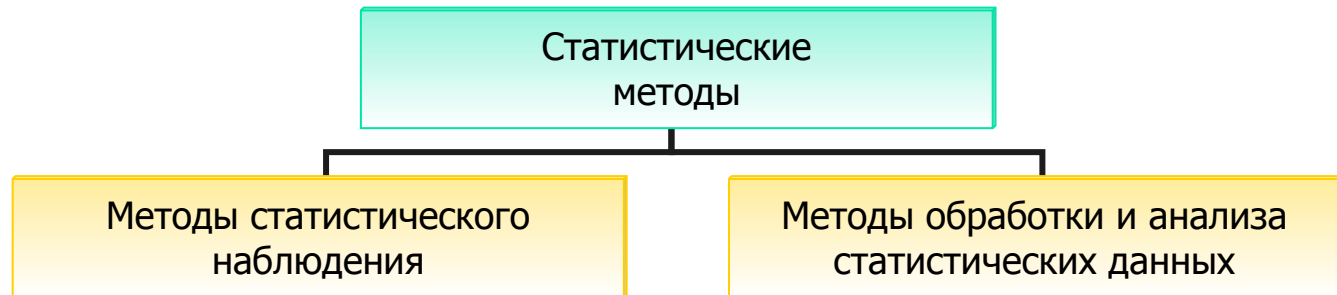 Статистические
методы
Методы статистического
наблюдения
Методы обработки и анализа
статистических данных